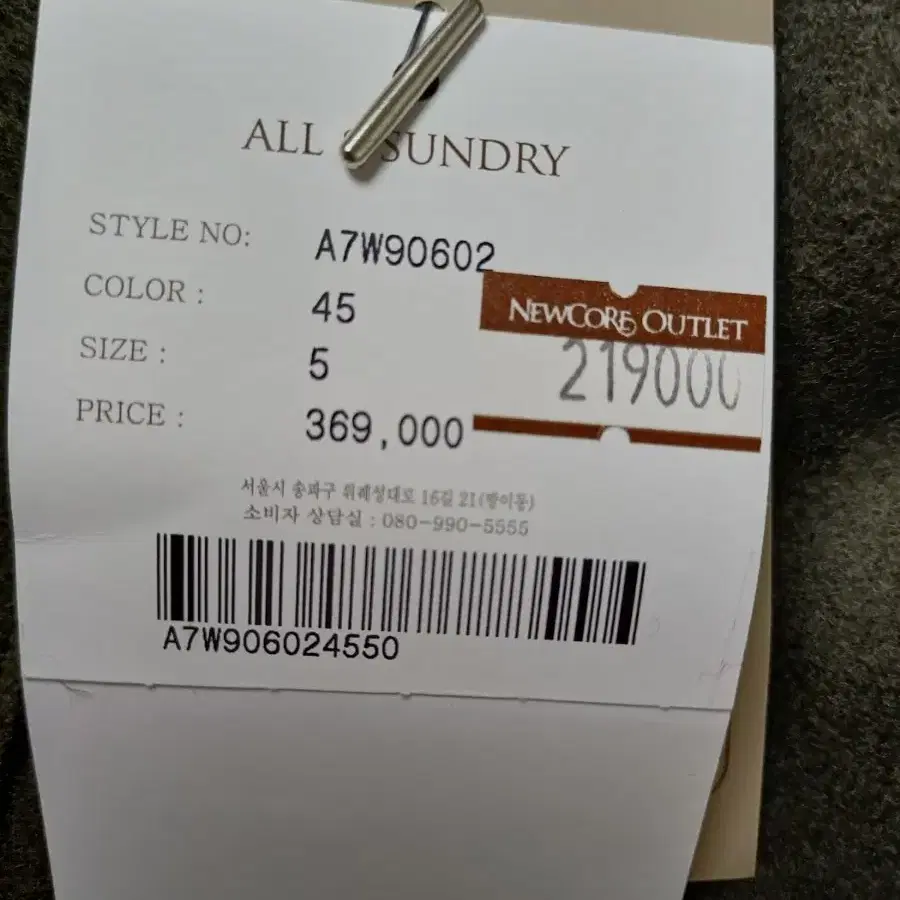 ALL & SUNDRY
STYLE NO: A7W90602
COLOR : 45
NEWCORE OUTLET
SIZE : 5
219000
PRICE : 369,000
서울시 송파구 위례성대로 16길 21(방이동)
소비자 상담실 : 080-990-5555
A7W906024550